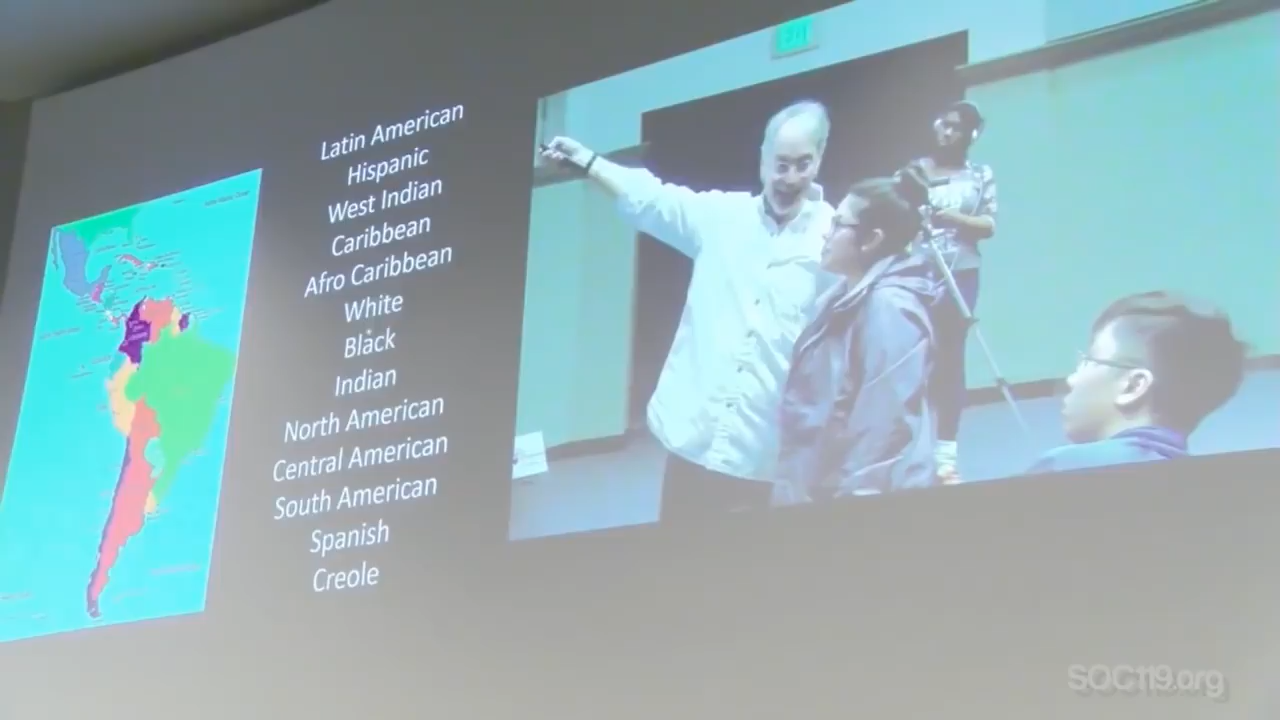 Latin American
Hispanic
West Indian
Caribbean
Afro Caribbean
White
Black
Indian
North American
Central American
South American
Spanish
Creole
SOC119.org